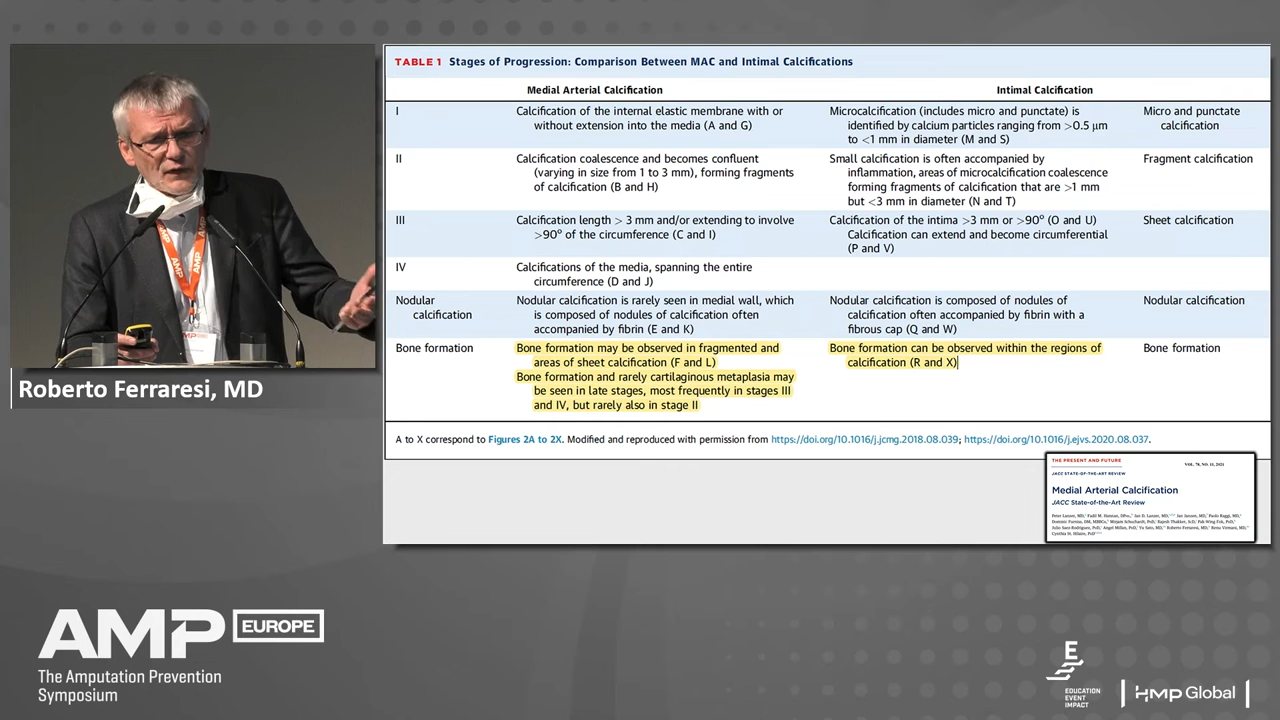 TABLE 1 Stages of Progression: Comparison Between MAC and Intimal Calcifications
Medial Arterial Calcification
Intimal Calcification
I
Calcification of the internal elastic membrane with or
without extension into the media (A and G)
Microcalcification (includes micro and punctate) is
identified by calcium particles ranging from >0.5 μm
to <1 mm in diameter (M and S)
Micro and punctate
calcification
II
Calcification coalescence and becomes confluent
(varying in size from 1 to 3 mm), forming fragments
of calcification (B and H)
Small calcification is often accompanied by
inflammation, areas of microcalcification coalescence
forming fragments of calcification that are >1 mm
but <3 mm in diameter (N and T)
Fragment calcification
III
Calcification length > 3 mm and/or extending to involve
>90° of the circumference (C and I)
Calcification of the intima >3 mm or >90° (O and U)
Calcification can extend and become circumferential
(P and V)
Sheet calcification
IV
Calcifications of the media, spanning the entire
circumference (D and J)
Nodular
calcification
Nodular calcification is rarely seen in medial wall, which
is composed of nodules of calcification often
accompanied by fibrin (E and K)
Nodular calcification is composed of nodes of
calcification often accompanied by fibrin with a
fibrous cap (Q and W)
Nodular calcification
Bone formation
Bone formation may be observed in fragmented and
areas of sheet calcification (F and L)
Bone formation and rarely cartilaginous metaplasia may
be seen in late stages, most frequently in stages III
and IV, but rarely also in stage II
Bone formation can be observed within the regions of
calcification (R and X)
Bone formation
A to X correspond to Figures 2A to 2X. Modified and reproduced with permission from https://doi.org/10.1016/j.jcmg.2018.08.039; https://doi.org/10.1016/j.ejvs.2020.08.037.
THE PRESENT AND FUTURE
JACC STATE-OF-THE-ART REVIEW
Medial Arterial Calcification
JACC State-of-the-Art Review
AMP
Roberto Ferraresi, MD
AMP EUROPE
The Amputation Prevention
Symposium
E
EDUCATION
EVENT
IMPACT
HMP Global